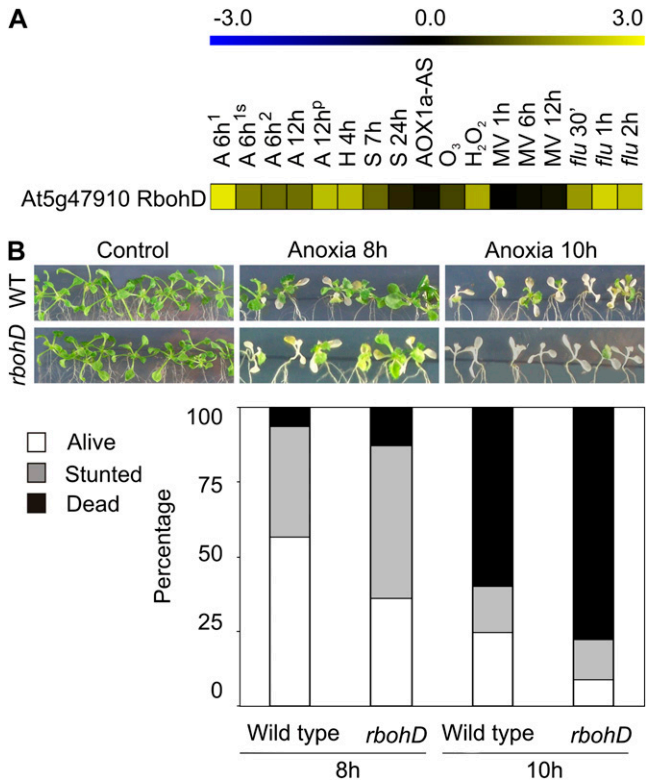 A
-3.0 0.0 3.0
A 6h¹
A 6h¹ˢ
A 6h²
A 12h
A 12hᵖ
H 4h
S 7h
S 24h
AOX1a-AS
O₃
H₂O₂
MV 1h
MV 6h
MV 12h
flu 30'
flu 1h
flu 2h
At5g47910 RbohD
B
Control Anoxia 8h Anoxia 10h
WT
rbohD
Alive
Stunted
Dead
Percentage
100
75
50
25
0
Wild type rbohD Wild type rbohD
8h 10h